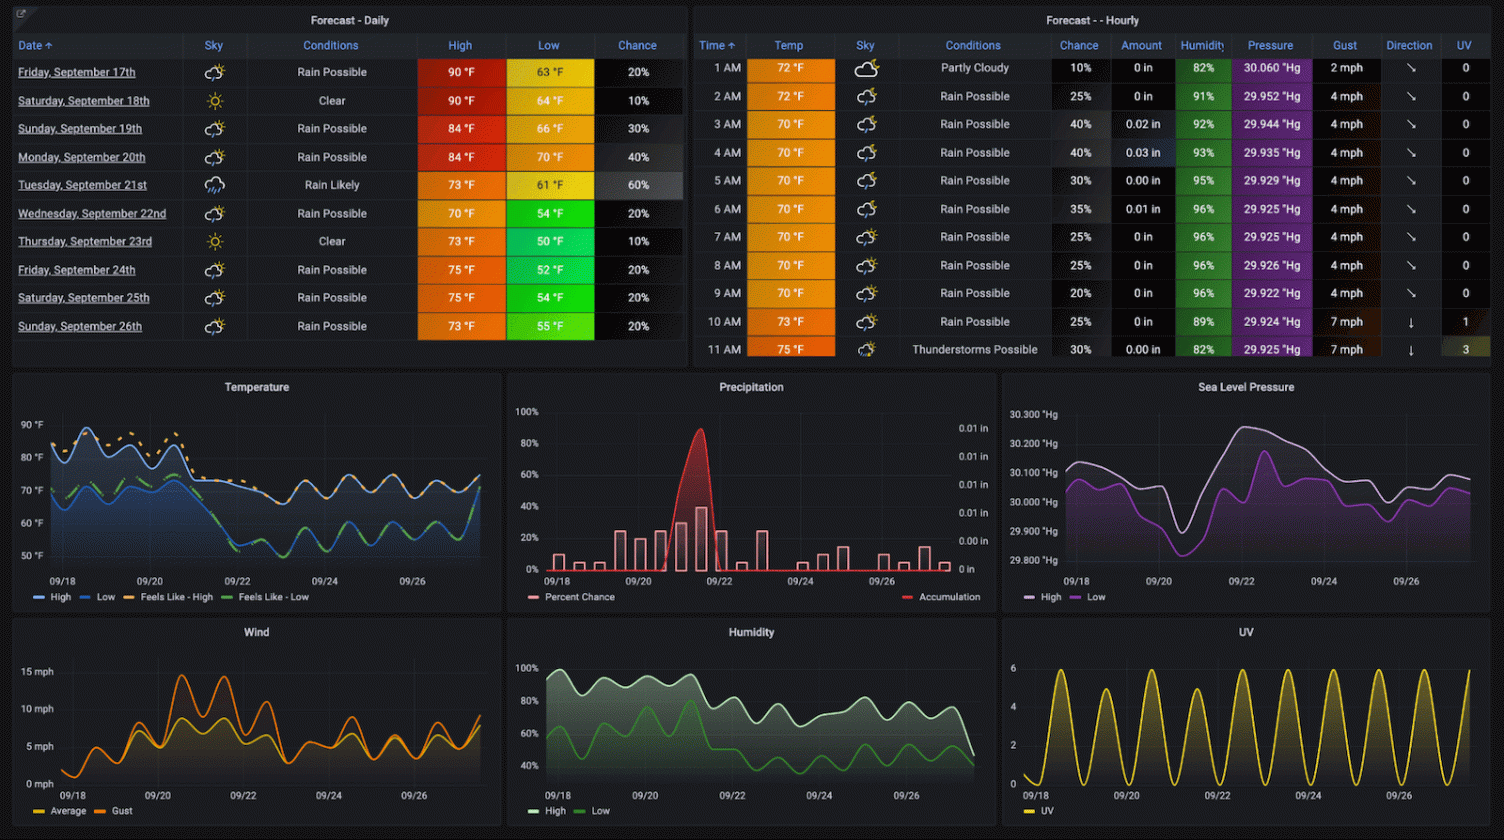 Forecast - Daily
Date ↑ Sky Conditions High Low Chance
Friday, September 17th Rain Possible 90 °F 63 °F 20%
Saturday, September 18th Clear 90 °F 64 °F 10%
Sunday, September 19th Rain Possible 84 °F 66 °F 30%
Monday, September 20th Rain Possible 84 °F 70 °F 40%
Tuesday, September 21st Rain Likely 73 °F 61 °F 60%
Wednesday, September 22nd Rain Possible 70 °F 54 °F 20%
Thursday, September 23rd Clear 73 °F 50 °F 10%
Friday, September 24th Rain Possible 75 °F 52 °F 20%
Saturday, September 25th Rain Possible 75 °F 54 °F 20%
Sunday, September 26th Rain Possible 73 °F 55 °F 20%
Forecast - - Hourly
Time ↑ Temp Sky Conditions Chance Amount Humidity Pressure Gust Direction UV
1 AM 72 °F Partly Cloudy 10% 0 in 82% 30.060 "Hg 2 mph ↘ 0
2 AM 72 °F Rain Possible 25% 0 in 91% 29.952 "Hg 4 mph ↘ 0
3 AM 70 °F Rain Possible 40% 0.02 in 92% 29.944 "Hg 4 mph ↘ 0
4 AM 70 °F Rain Possible 40% 0.03 in 93% 29.935 "Hg 4 mph ↘ 0
5 AM 70 °F Rain Possible 30% 0.00 in 95% 29.929 "Hg 4 mph ↘ 0
6 AM 70 °F Rain Possible 35% 0.01 in 96% 29.925 "Hg 4 mph ↘ 0
7 AM 70 °F Rain Possible 25% 0 in 96% 29.925 "Hg 4 mph ↘ 0
8 AM 70 °F Rain Possible 25% 0 in 96% 29.926 "Hg 4 mph ↘ 0
9 AM 70 °F Rain Possible 20% 0 in 96% 29.922 "Hg 4 mph ↘ 0
10 AM 73 °F Rain Possible 25% 0 in 89% 29.924 "Hg 7 mph ↓ 1
11 AM 75 °F Thunderstorms Possible 30% 0.00 in 82% 29.925 "Hg 7 mph ↓ 3
Temperature
90 °F
80 °F
70 °F
60 °F
50 °F
09/18 09/20 09/22 09/24 09/26
High Low Feels Like - High Feels Like - Low
Precipitation
100%
80%
60%
40%
20%
0%
0.01 in
0.01 in
0.01 in
0.01 in
0.00 in
0 in
09/18 09/20 09/22 09/24 09/26
Percent Chance Accumulation
Sea Level Pressure
30.300 "Hg
30.200 "Hg
30.100 "Hg
30.000 "Hg
29.900 "Hg
29.800 "Hg
09/18 09/20 09/22 09/24 09/26
High Low
Wind
15 mph
10 mph
5 mph
0 mph
09/18 09/20 09/22 09/24 09/26
Average Gust
Humidity
100%
80%
60%
40%
09/18 09/20 09/22 09/24 09/26
High Low
UV
6
4
2
0
09/18 09/20 09/22 09/24 09/26
UV